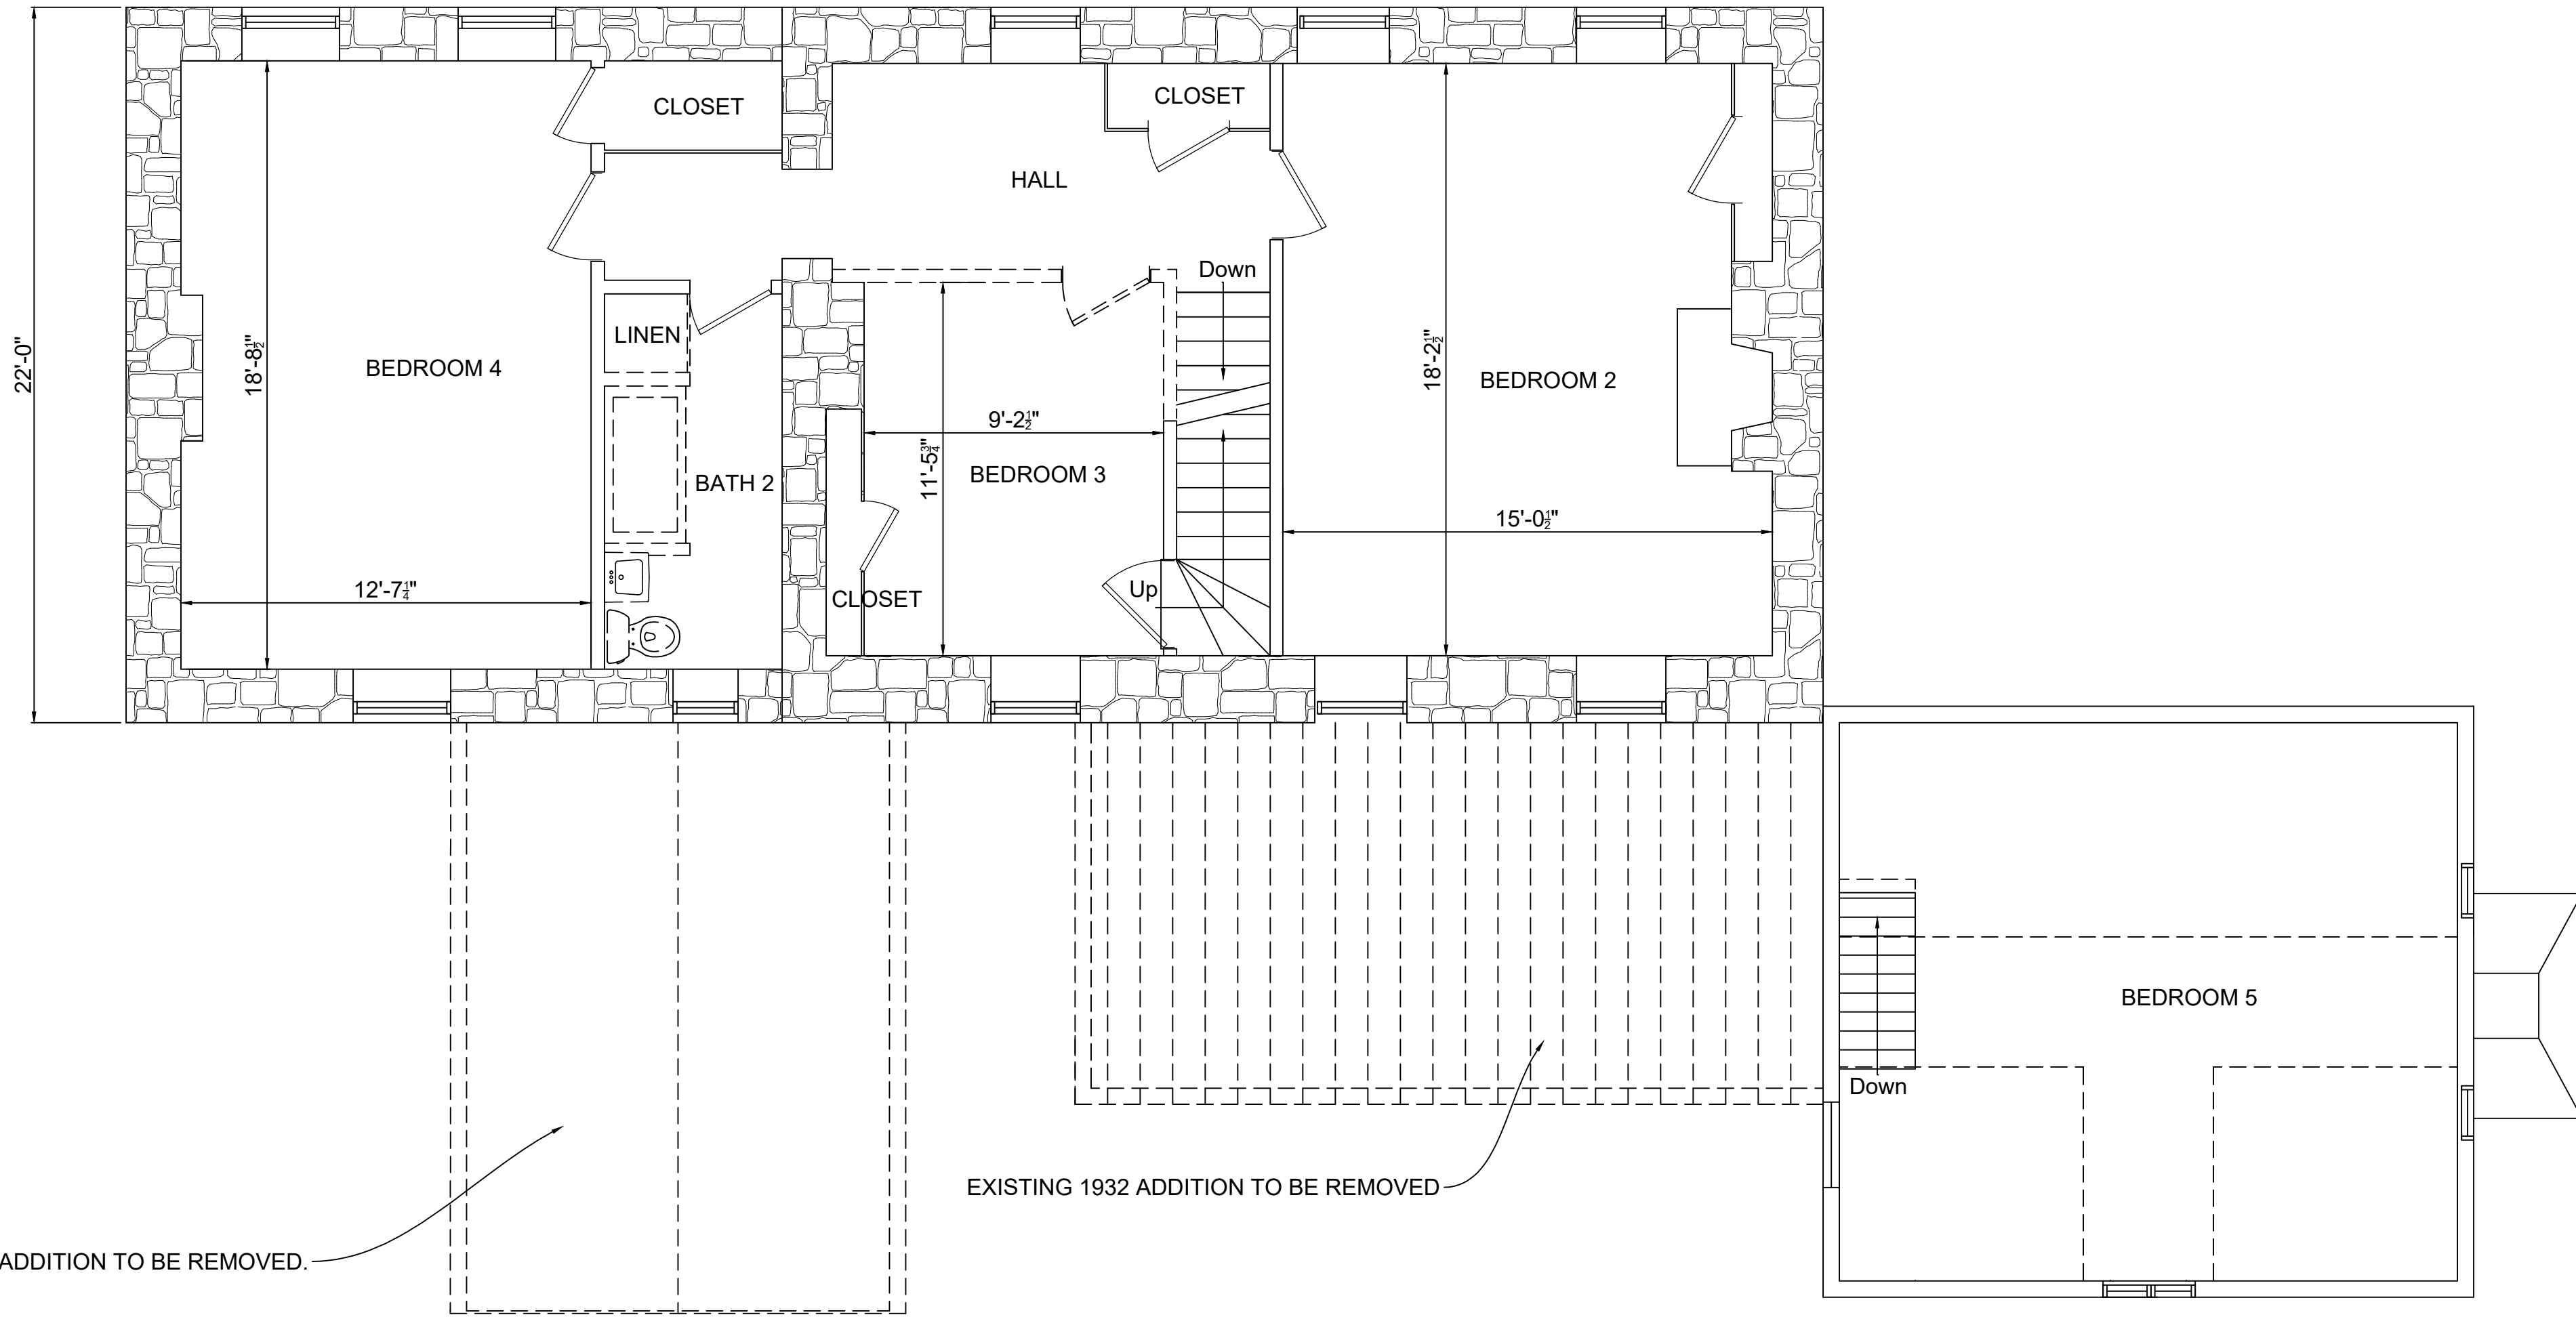 CLOSET
CLOSET
HALL
Down
LINEN
22'-0"
18'-8½"
BEDROOM 4
18'-2½"
BEDROOM 2
9'-2½"
11'-5¾"
BEDROOM 3
BATH 2
15'-0½"
12'-7¼"
Up
CLOSET
BEDROOM 5
Down
EXISTING 1932 ADDITION TO BE REMOVED
ADDITION TO BE REMOVED.